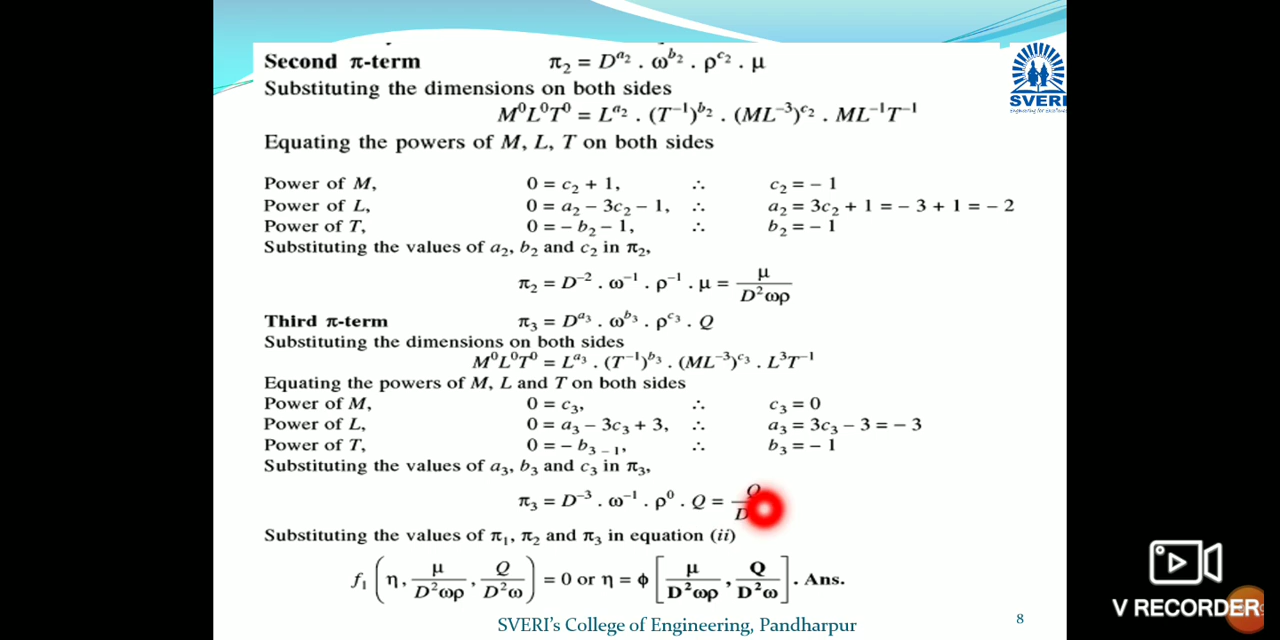 Second π-term π₂ = D^a₂ . ω^b₂ . ρ^c₂ . μ
Substituting the dimensions on both sides
M⁰L⁰T⁰ = L^a₂ . (T⁻¹)^b₂ . (ML⁻³)^c₂ . ML⁻¹T⁻¹
Equating the powers of M, L, T on both sides
Power of M, 0 = c₂ + 1, ∴ c₂ = – 1
Power of L, 0 = a₂ – 3c₂ – 1, ∴ a₂ = 3c₂ + 1 = – 3 + 1 = – 2
Power of T, 0 = – b₂ – 1, ∴ b₂ = – 1
Substituting the values of a₂, b₂ and c₂ in π₂,
π₂ = D⁻² . ω⁻¹ . ρ⁻¹ . μ = μ / D²ωρ
Third π-term π₃ = D^a₃ . ω^b₃ . ρ^c₃ . Q
Substituting the dimensions on both sides
M⁰L⁰T⁰ = L^a₃ . (T⁻¹)^b₃ . (ML⁻³)^c₃ . L³T⁻¹
Equating the powers of M, L and T on both sides
Power of M, 0 = c₃, ∴ c₃ = 0
Power of L, 0 = a₃ – 3c₃ + 3, ∴ a₃ = 3c₃ – 3 = – 3
Power of T, 0 = – b₃ ₋ ₁, ∴ b₃ = – 1
Substituting the values of a₃, b₃ and c₃ in π₃,
π₃ = D⁻³ . ω⁻¹ . ρ⁰ . Q = Q / D
Substituting the values of π₁, π₂ and π₃ in equation (ii)
f₁ (η, μ / D²ωρ, Q / D²ω) = 0 or η = ϕ [μ / D²ωρ, Q / D²ω]. Ans.
SVERI's College of Engineering, Pandharpur 8
SVERI
V RECORDER